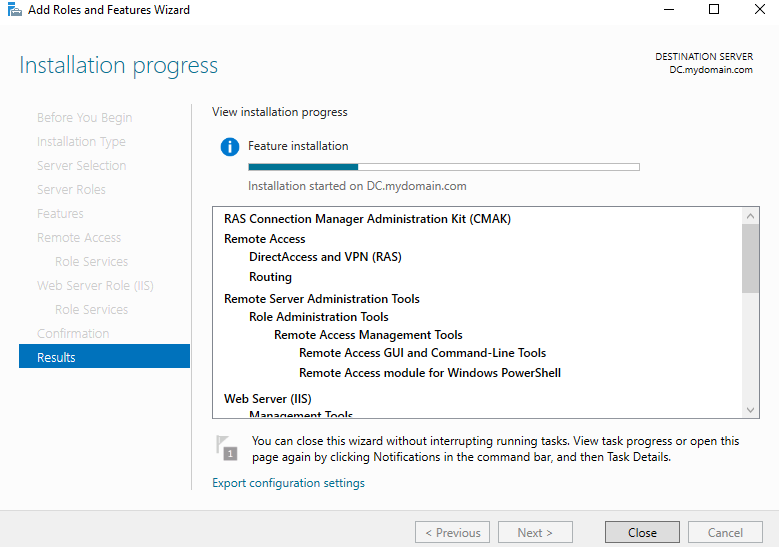 Add Roles and Features Wizard
Installation progress
DESTINATION SERVER
DC.mydomain.com
Before You Begin
Installation Type
Server Selection
Server Roles
Features
Remote Access
Role Services
Web Server Role (IIS)
Role Services
Confirmation
Results
View installation progress
Feature installation
Installation started on DC.mydomain.com
RAS Connection Manager Administration Kit (CMAK)
Remote Access
DirectAccess and VPN (RAS)
Routing
Remote Server Administration Tools
Role Administration Tools
Remote Access Management Tools
Remote Access GUI and Command-Line Tools
Remote Access module for Windows PowerShell
Web Server (IIS)
Management Tools
1
You can close this wizard without interrupting running tasks. View task progress or open this
page again by clicking Notifications in the command bar, and then Task Details.
Export configuration settings
< Previous
Next >
Close
Cancel